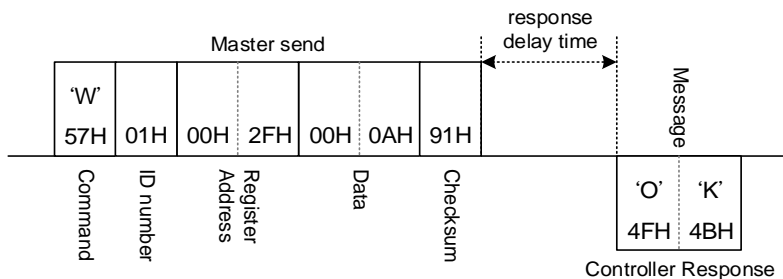 response
delay time
Master send
‘W’
57H 01H 00H 2FH 00H 0AH 91H
Command
ID number
Register
Address
Data
Checksum
Message
‘O’ ‘K’
4FH 4BH
Controller Response